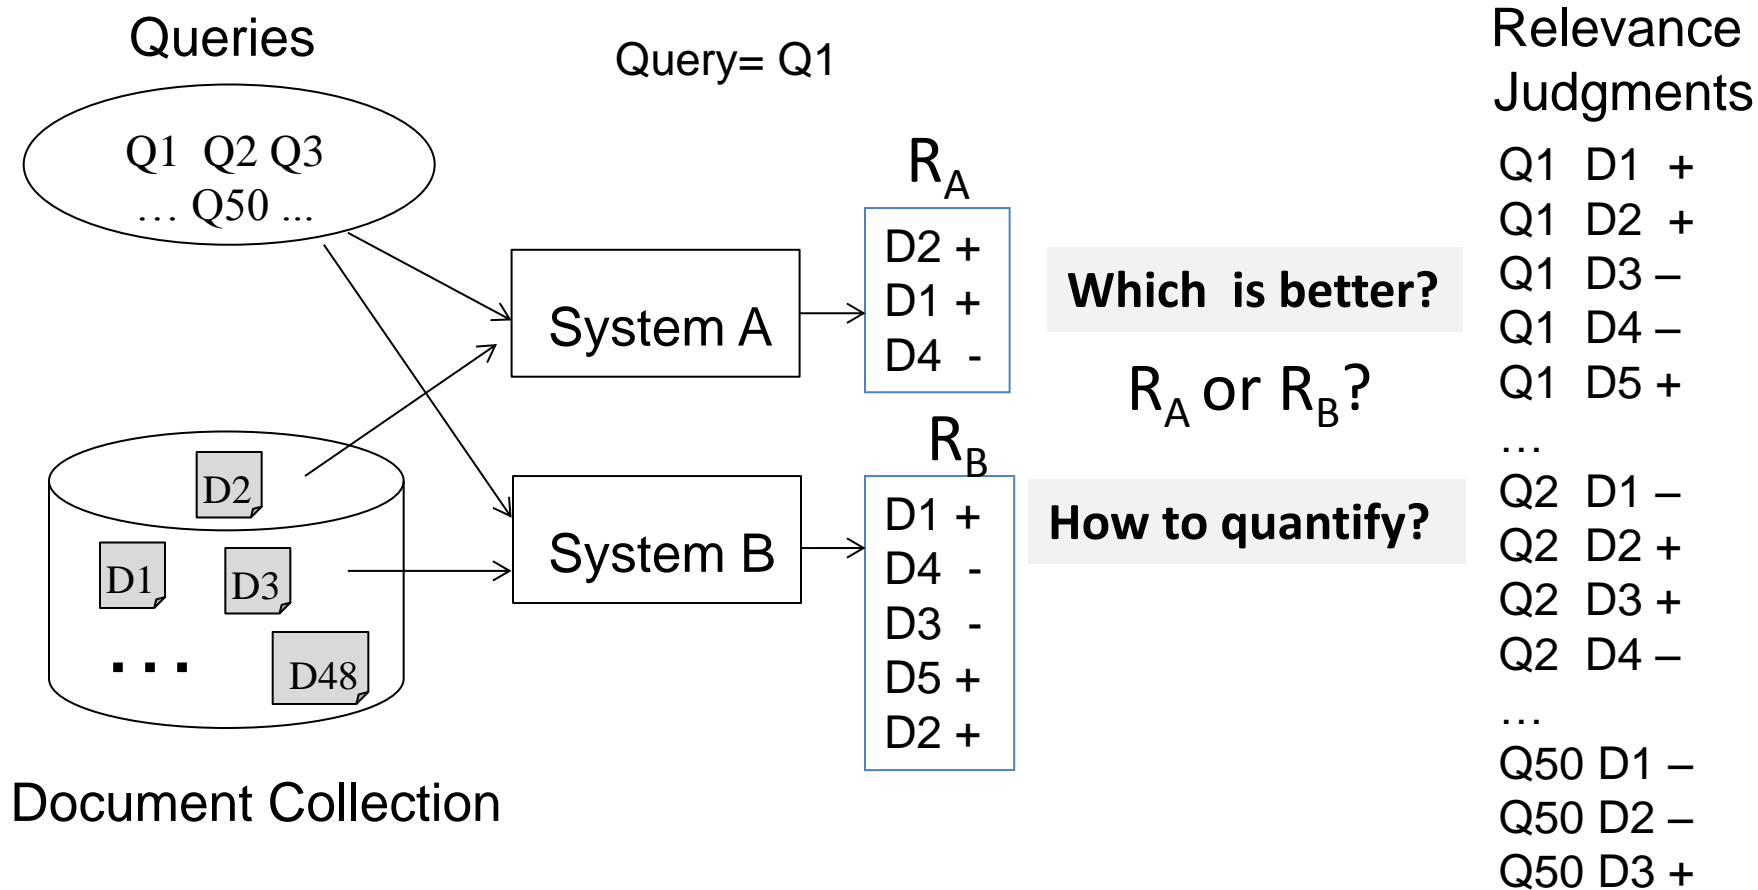 Queries
Q1 Q2 Q3
... Q50 ...
Query= Q1
System A
System B
D2
D1
D3
...
D48
Document Collection
RA
D2 +
D1 +
D4 -
RB
D1 +
D4 -
D3 -
D5 +
D2 +
Which is better?
RA or RB?
How to quantify?
Relevance
Judgments
Q1 D1 +
Q1 D2 +
Q1 D3 –
Q1 D4 –
Q1 D5 +
...
Q2 D1 –
Q2 D2 +
Q2 D3 +
Q2 D4 –
...
Q50 D1 –
Q50 D2 –
Q50 D3 +